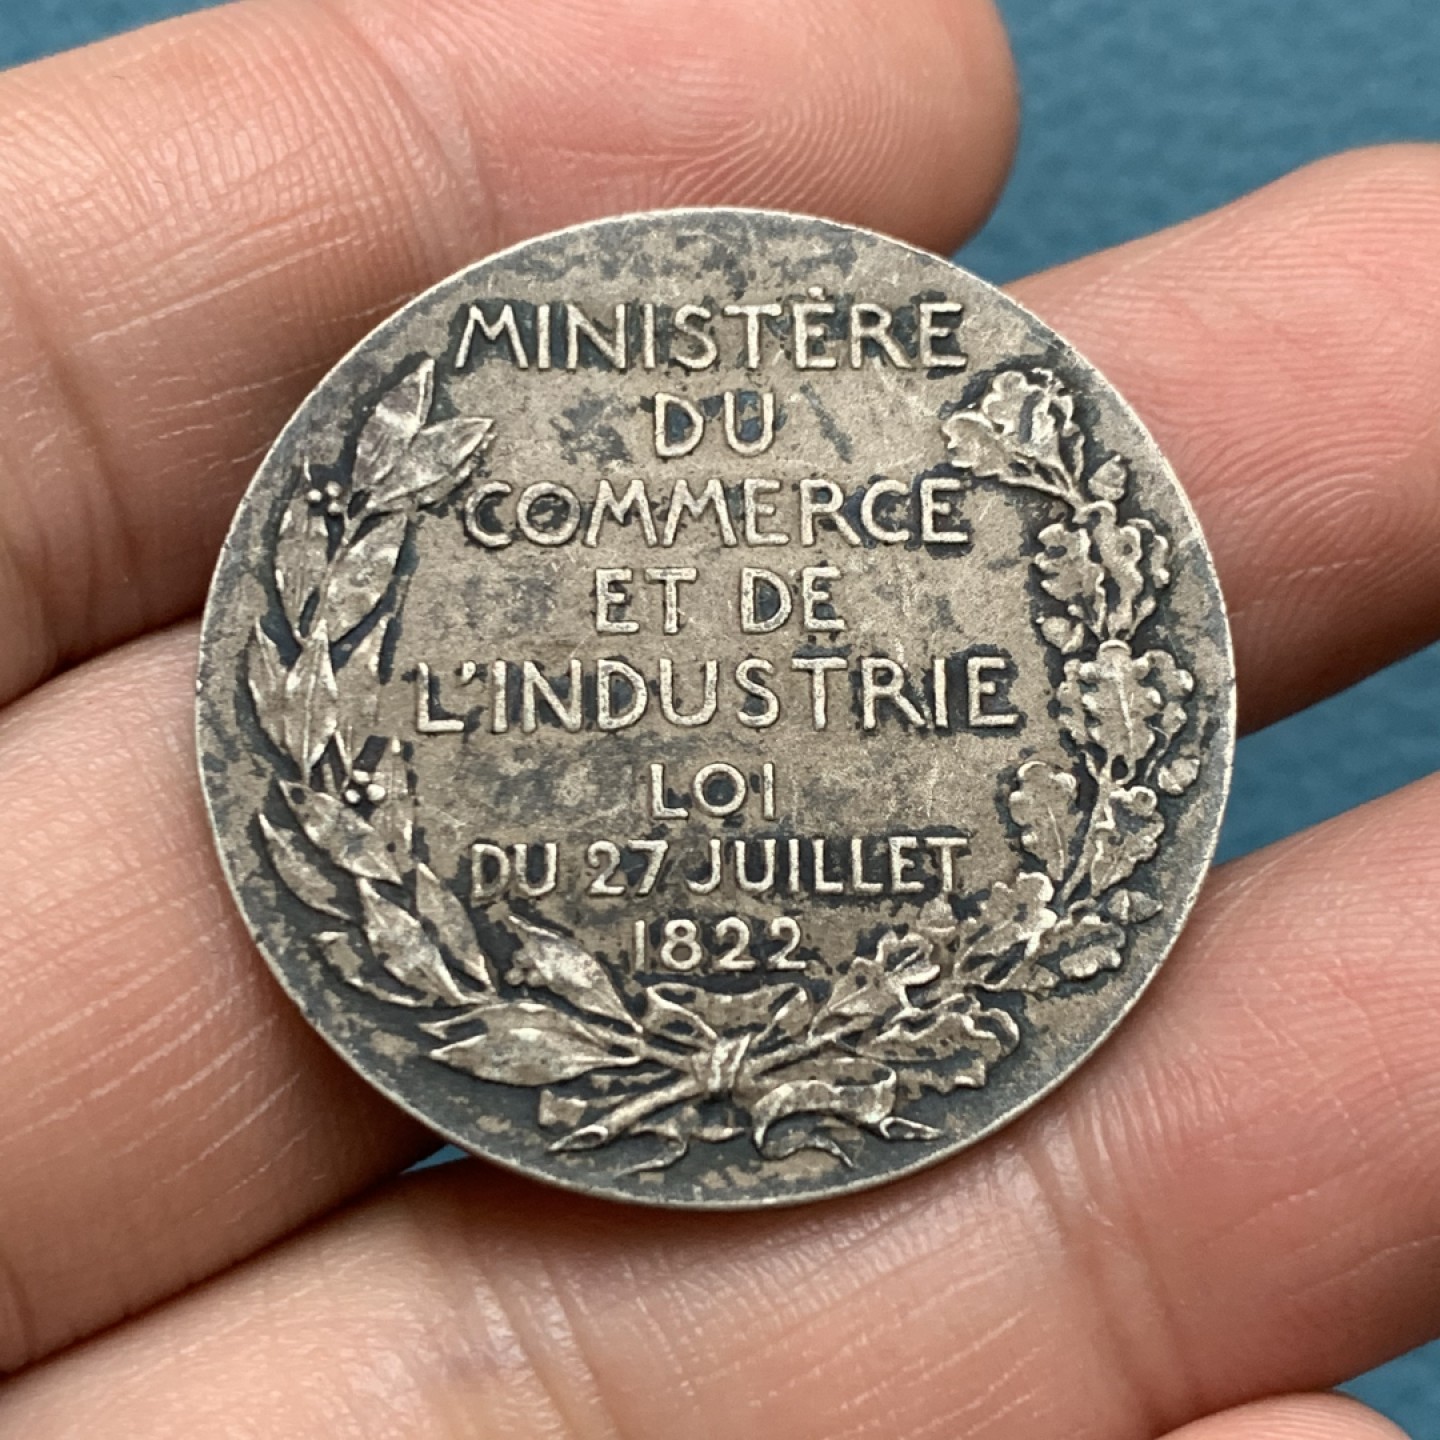 MINISTÈRE
DU
COMMERCE
ET DE
L'INDUSTRIE
LOI
DU 27 JUILLET
1822